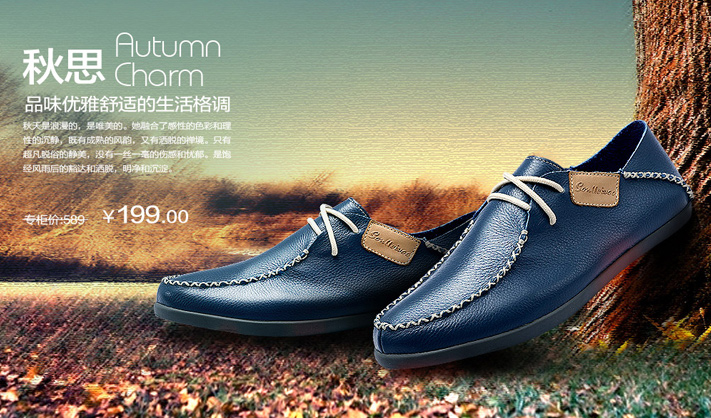 秋思
Autumn
Charm
品味优雅舒适的生活格调
秋天是浪漫的，是唯美的。她融合了感性的色彩和理
性的沉静，既有成熟的风韵，又有洒脱的禅境。只有
超凡脱俗的静美，没有一丝一毫的伤感和忧郁。是饱
经风雨后的豁达和洒脱，明净和沉淀。
专柜价:599 ¥199.00